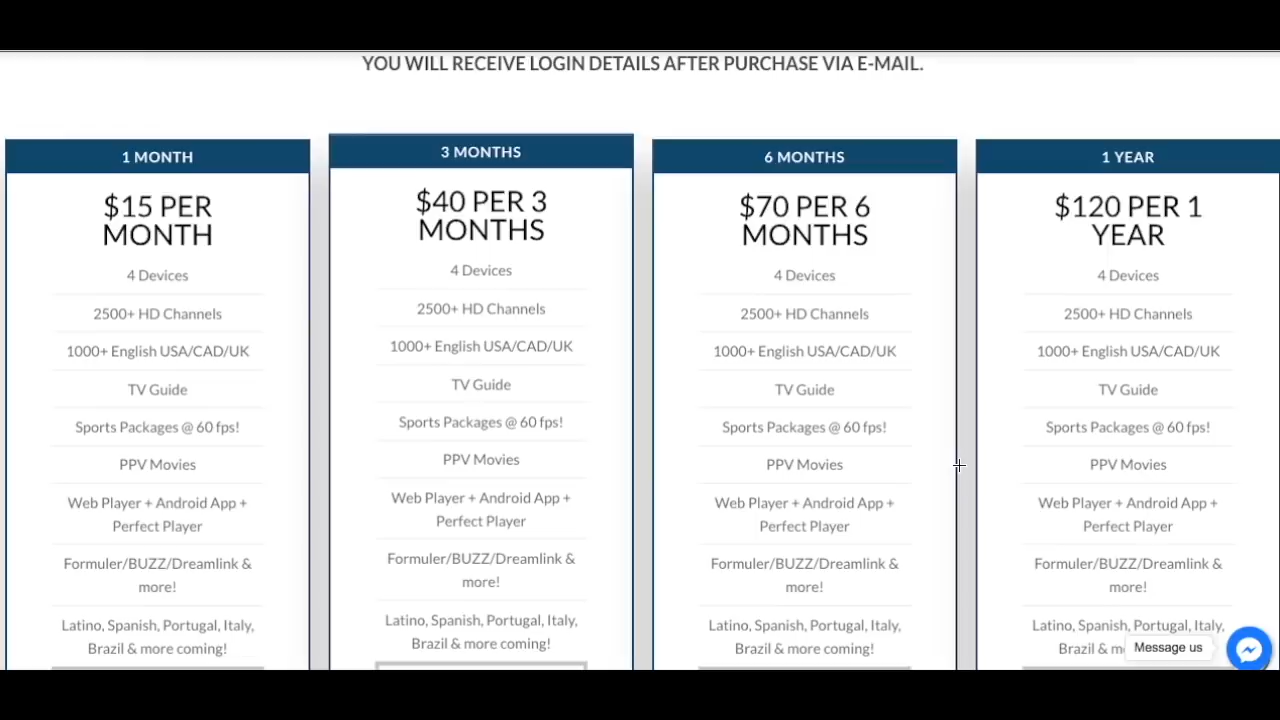 YOU WILL RECEIVE LOGIN DETAILS AFTER PURCHASE VIA E-MAIL.
1 MONTH
$15 PER
MONTH
4 Devices
2500+ HD Channels
1000+ English USA/CAD/UK
TV Guide
Sports Packages @ 60 fps!
PPV Movies
Web Player + Android App +
Perfect Player
Formuler/BUZZ/Dreamlink &
more!
Latino, Spanish, Portugal, Italy,
Brazil & more coming!
3 MONTHS
$40 PER 3
MONTHS
4 Devices
2500+ HD Channels
1000+ English USA/CAD/UK
TV Guide
Sports Packages @ 60 fps!
PPV Movies
Web Player + Android App +
Perfect Player
Formuler/BUZZ/Dreamlink &
more!
Latino, Spanish, Portugal, Italy,
Brazil & more coming!
6 MONTHS
$70 PER 6
MONTHS
4 Devices
2500+ HD Channels
1000+ English USA/CAD/UK
TV Guide
Sports Packages @ 60 fps!
PPV Movies
Web Player + Android App +
Perfect Player
Formuler/BUZZ/Dreamlink &
more!
Latino, Spanish, Portugal, Italy,
Brazil & more coming!
1 YEAR
$120 PER 1
YEAR
4 Devices
2500+ HD Channels
1000+ English USA/CAD/UK
TV Guide
Sports Packages @ 60 fps!
PPV Movies
Web Player + Android App +
Perfect Player
Formuler/BUZZ/Dreamlink &
more!
Latino, Spanish, Portugal, Italy,
Brazil &
Message us